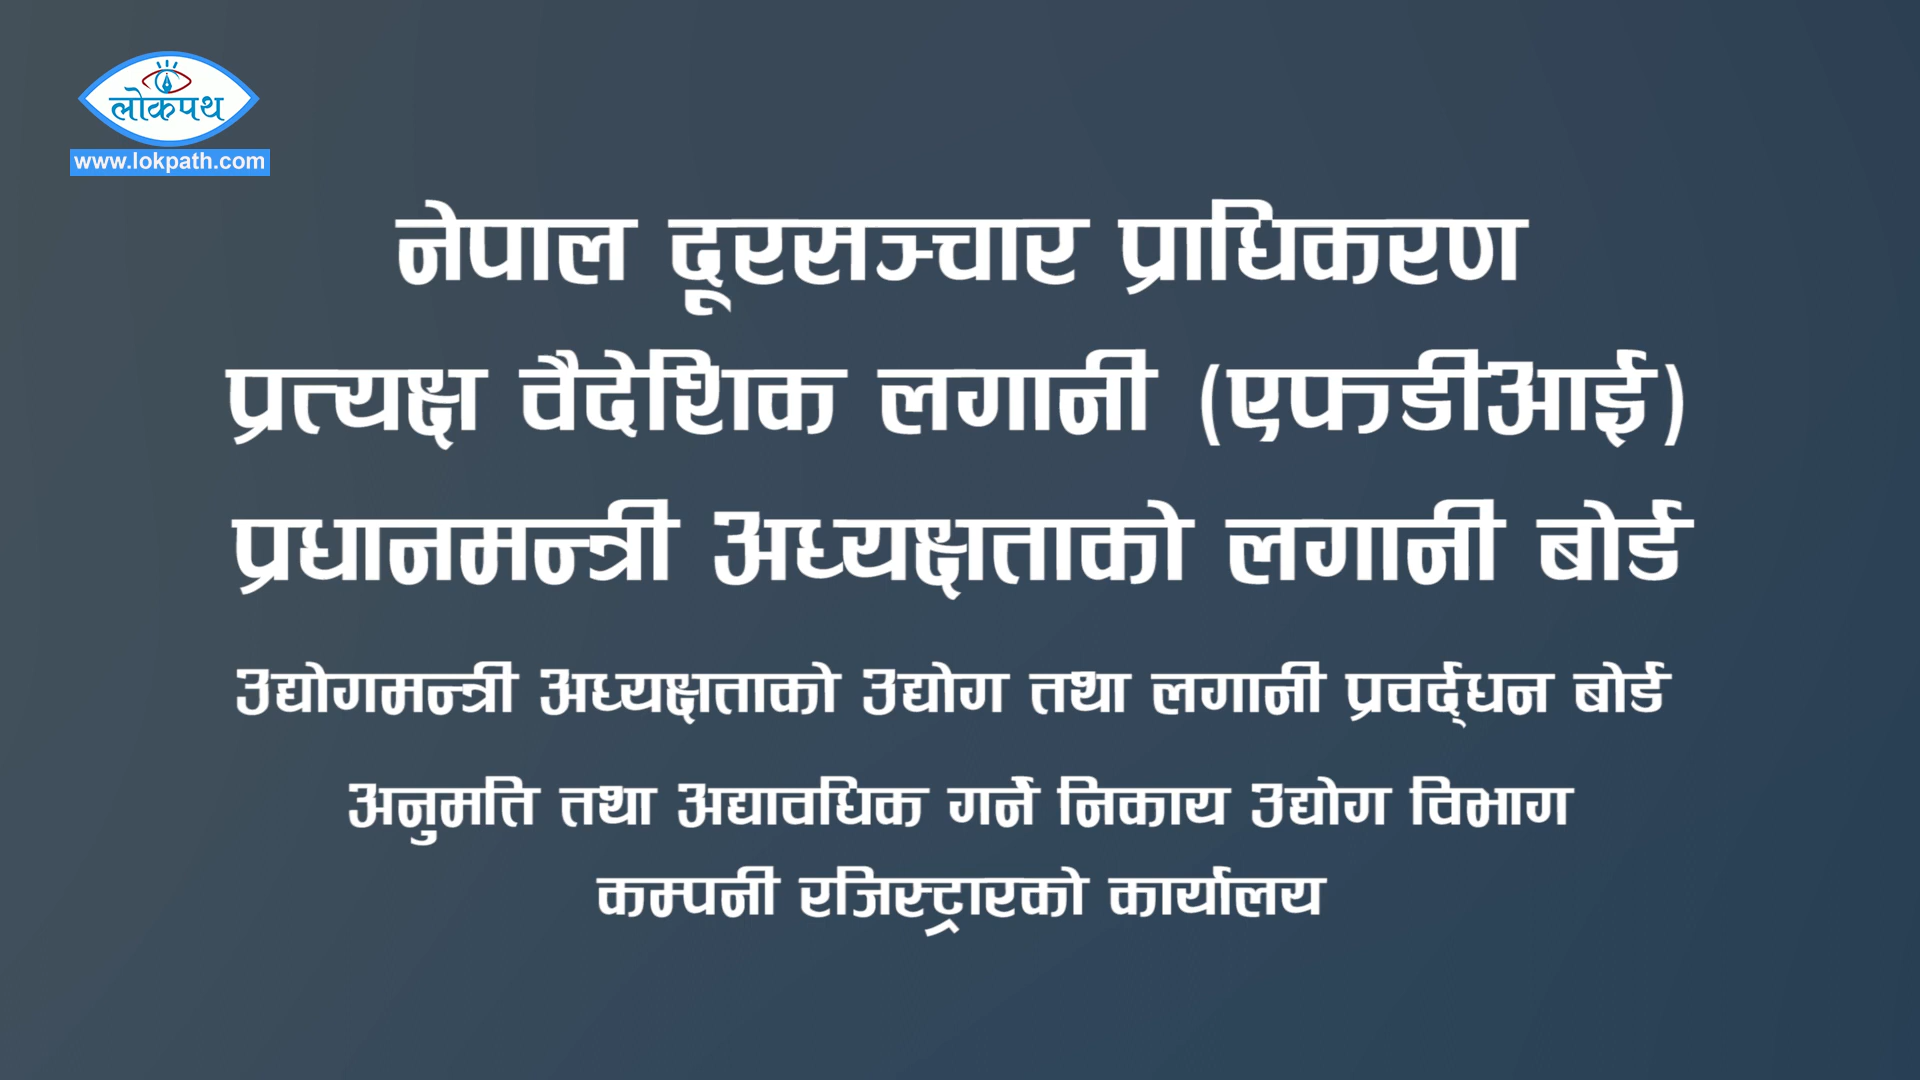 लोकपथ
www.lokpath.com
नेपाल दूरसञ्चार प्राधिकरण
प्रत्यक्ष वैदेशिक लगानी (एफडीआई)
प्रधानमन्त्री अध्यक्षताको लगानी बोर्ड
उद्योगमन्त्री अध्यक्षताको उद्योग तथा लगानी प्रवर्द्धन बोर्ड
अनुमति तथा अद्यावधिक गर्ने निकाय उद्योग विभाग
कम्पनी रजिस्ट्रारको कार्यालय